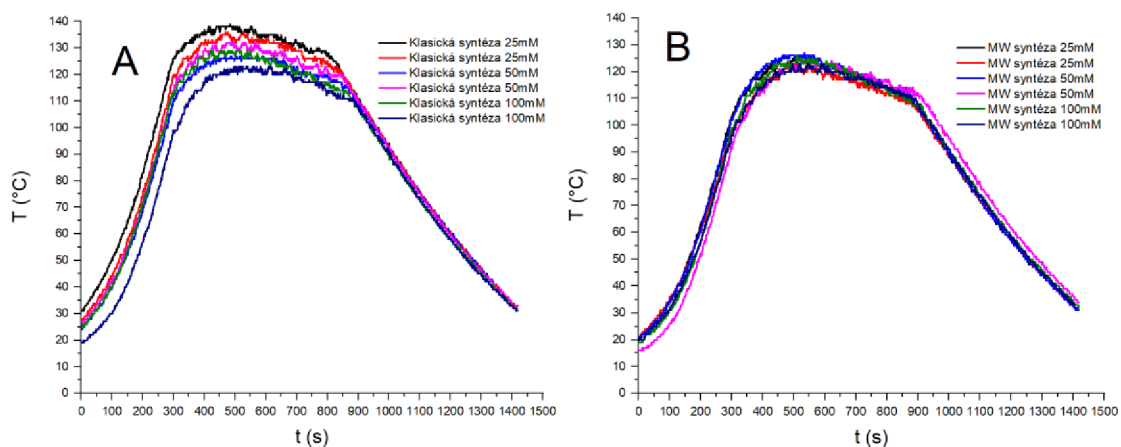 A
Klasická syntéza 25mM
Klasická syntéza 25mM
Klasická syntéza 50mM
Klasická syntéza 50mM
Klasická syntéza 100mM
Klasická syntéza 100mM
T (°C)
140
130
120
110
100
90
80
70
60
50
40
30
20
10
0
0 100 200 300 400 500 600 700 800 900 1000 1100 1200 1300 1400 1500
t (s)
B
MW syntéza 25mM
MW syntéza 25mM
MW syntéza 50mM
MW syntéza 50mM
MW syntéza 100mM
MW syntéza 100mM
T (°C)
140
130
120
110
100
90
80
70
60
50
40
30
20
10
0
0 100 200 300 400 500 600 700 800 900 1000 1100 1200 1300 1400 1500
t (s)